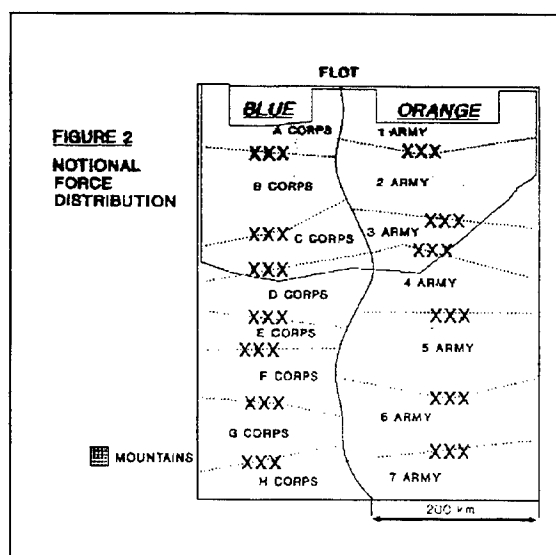 FLOT
BLUE
ORANGE
FIGURE 2
NOTIONAL
FORCE
DISTRIBUTION
A CORPS
1 ARMY
XXX
XXX
B CORPS
2 ARMY
XXX
C CORPS
3 ARMY
XXX
XXX
XXX
D CORPS
4 ARMY
XXX
E CORPS
XXX
5 ARMY
XXX
F CORPS
XXX
6 ARMY
XXX
G CORPS
MOUNTAINS
XXX
H CORPS
XXX
7 ARMY
200 km